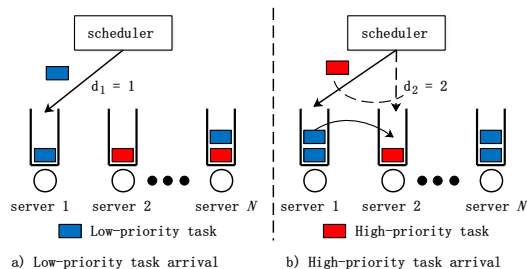 scheduler
d1 = 1
server 1 server 2 server N
Low-priority task
a) Low-priority task arrival
scheduler
d2 = 2
server 1 server 2 server N
High-priority task
b) High-priority task arrival